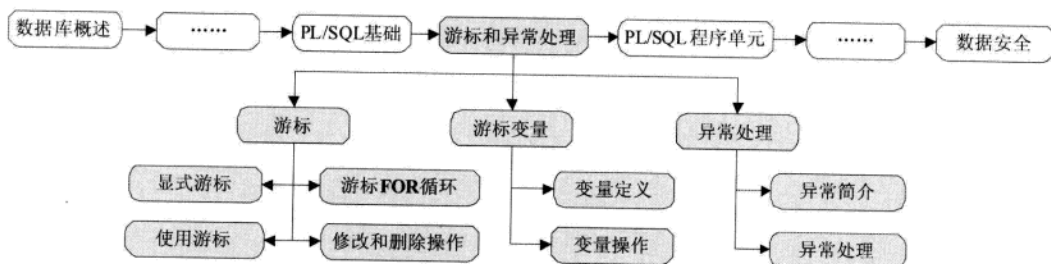 数据库概述
……
PL/SQL基础
游标和异常处理
PL/SQL 程序单元
……
数据安全
游标
游标变量
异常处理
显式游标
游标FOR循环
变量定义
异常简介
使用游标
修改和删除操作
变量操作
异常处理